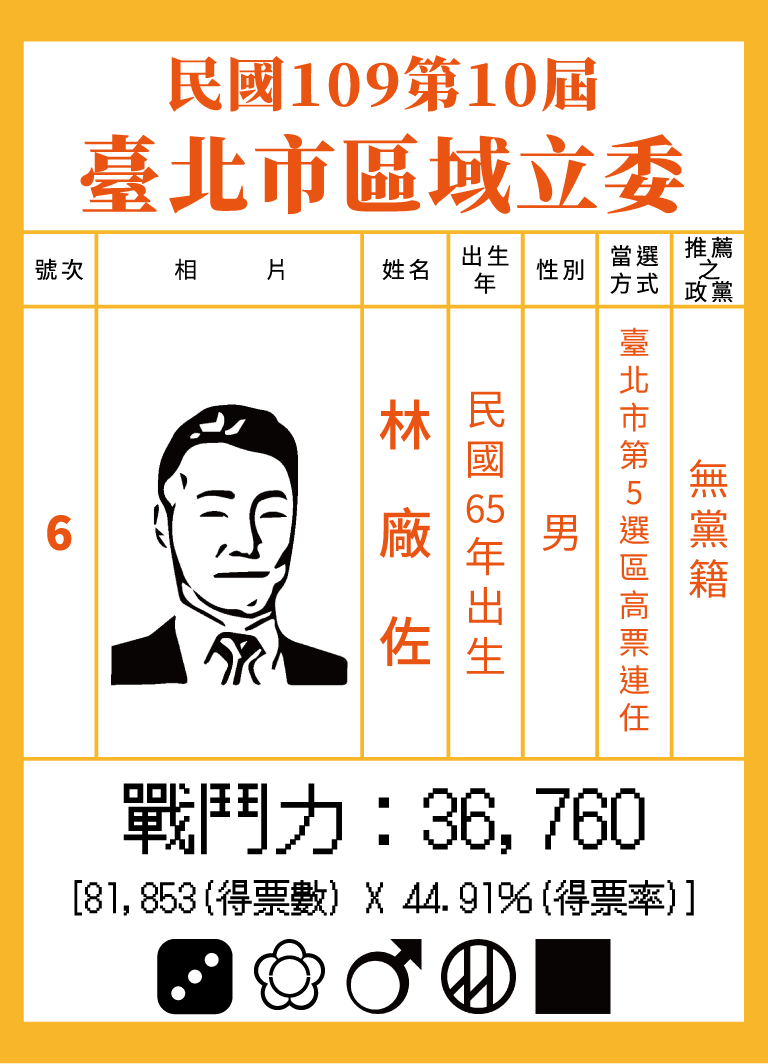 民國109第10屆
臺北市區域立委
號次
相 片
姓名
出生
年
性別
當選
方式
推薦
之
政黨
6
林廠佐
民國65年出生
男
臺北市第5選區高票連任
無黨籍
戰鬥力：36,760
[81,853(得票數) X 44.91%(得票率)]